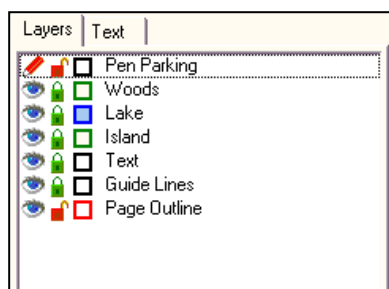 Layers Text
Pen Parking
Woods
Lake
Island
Text
Guide Lines
Page Outline